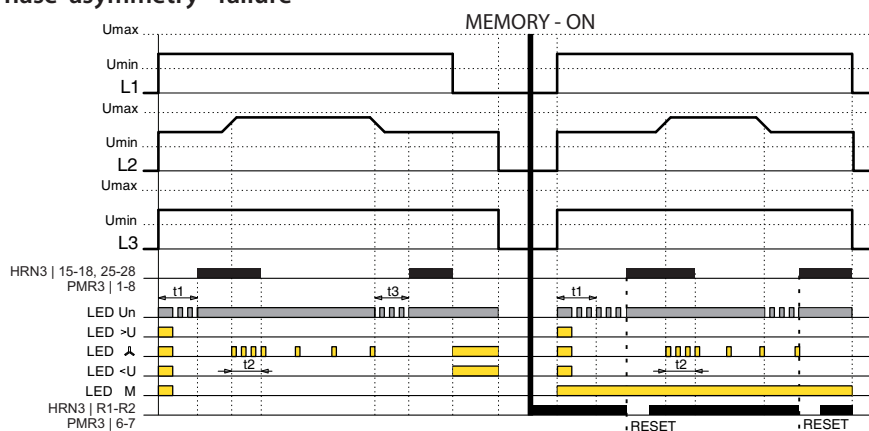 hase asymmetry - failure
MEMORY - ON
Umax
Umin
L1
Umax
Umin
L2
Umax
Umin
L3
HRN3 | 15-18, 25-28
PMR3 | 1-8
t1
t3
t1
LED Un
LED >U
LED
t2
t2
LED <U
LED M
HRN3 | R1-R2
PMR3 | 6-7
RESET
RESET